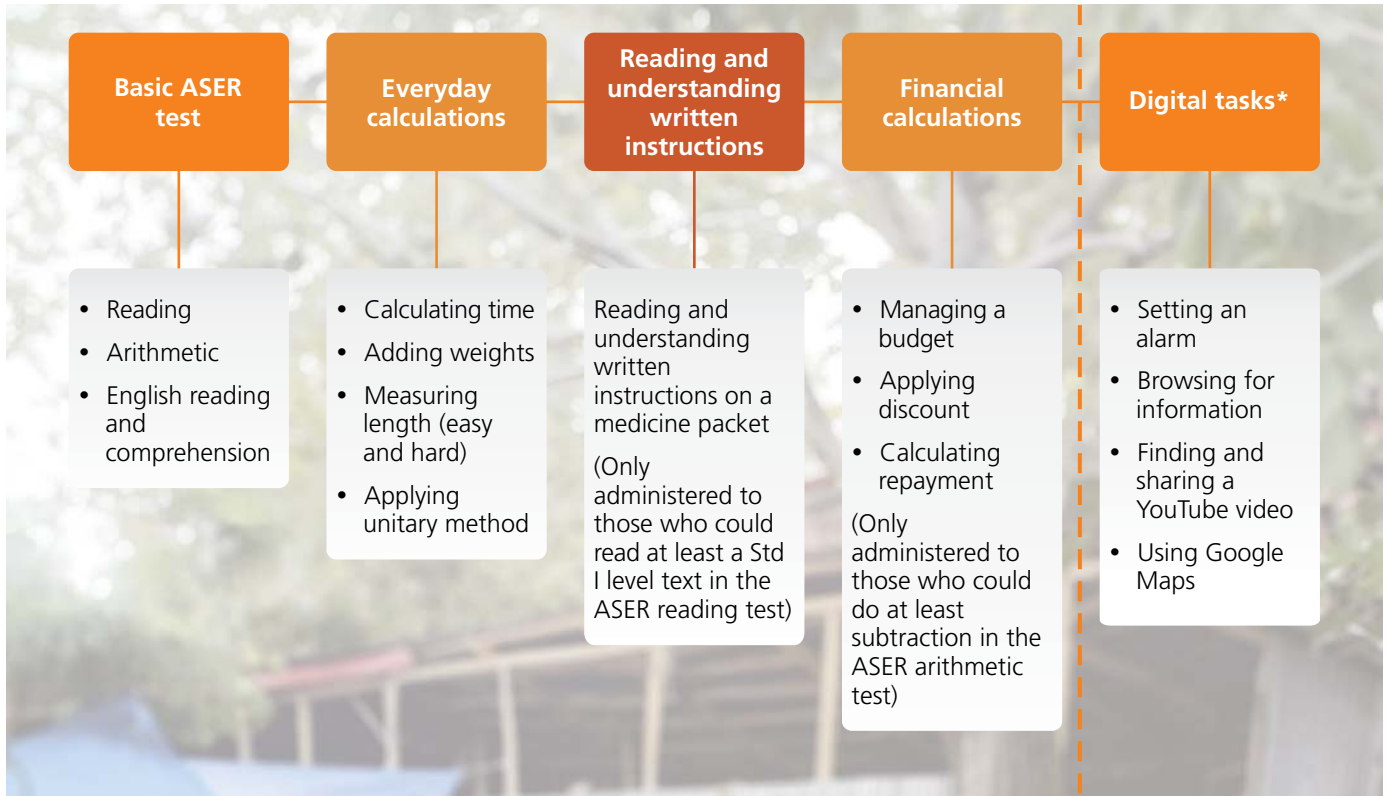 Basic ASER
test
Everyday
calculations
Reading and
understanding
written
instructions
Financial
calculations
Digital tasks*
• Reading
• Arithmetic
• English reading
and
comprehension
• Calculating time
• Adding weights
• Measuring
length (easy
and hard)
• Applying
unitary method
Reading and
understanding
written
instructions on a
medicine packet
(Only
administered to
those who could
read at least a Std
I level text in the
ASER reading test)
• Managing a
budget
• Applying
discount
• Calculating
repayment
(Only
administered to
those who could
do at least
subtraction in the
ASER arithmetic
test)
• Setting an
alarm
• Browsing for
information
• Finding and
sharing a
YouTube video
• Using Google
Maps